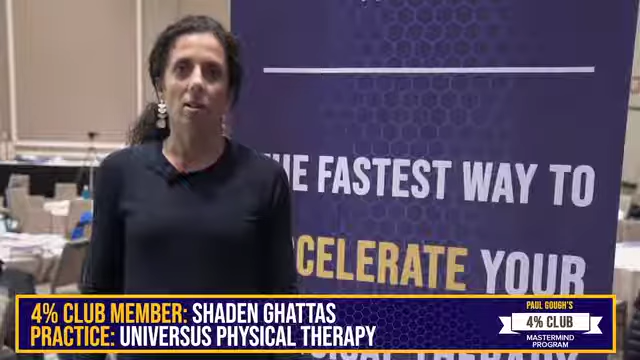 THE FASTEST WAY TO
ACCELERATE YOUR
4% CLUB MEMBER: SHADEN GHATTAS
PRACTICE: UNIVERSUS PHYSICAL THERAPY
PAUL GOUGH'S
4% CLUB
MASTERMIND
PROGRAM